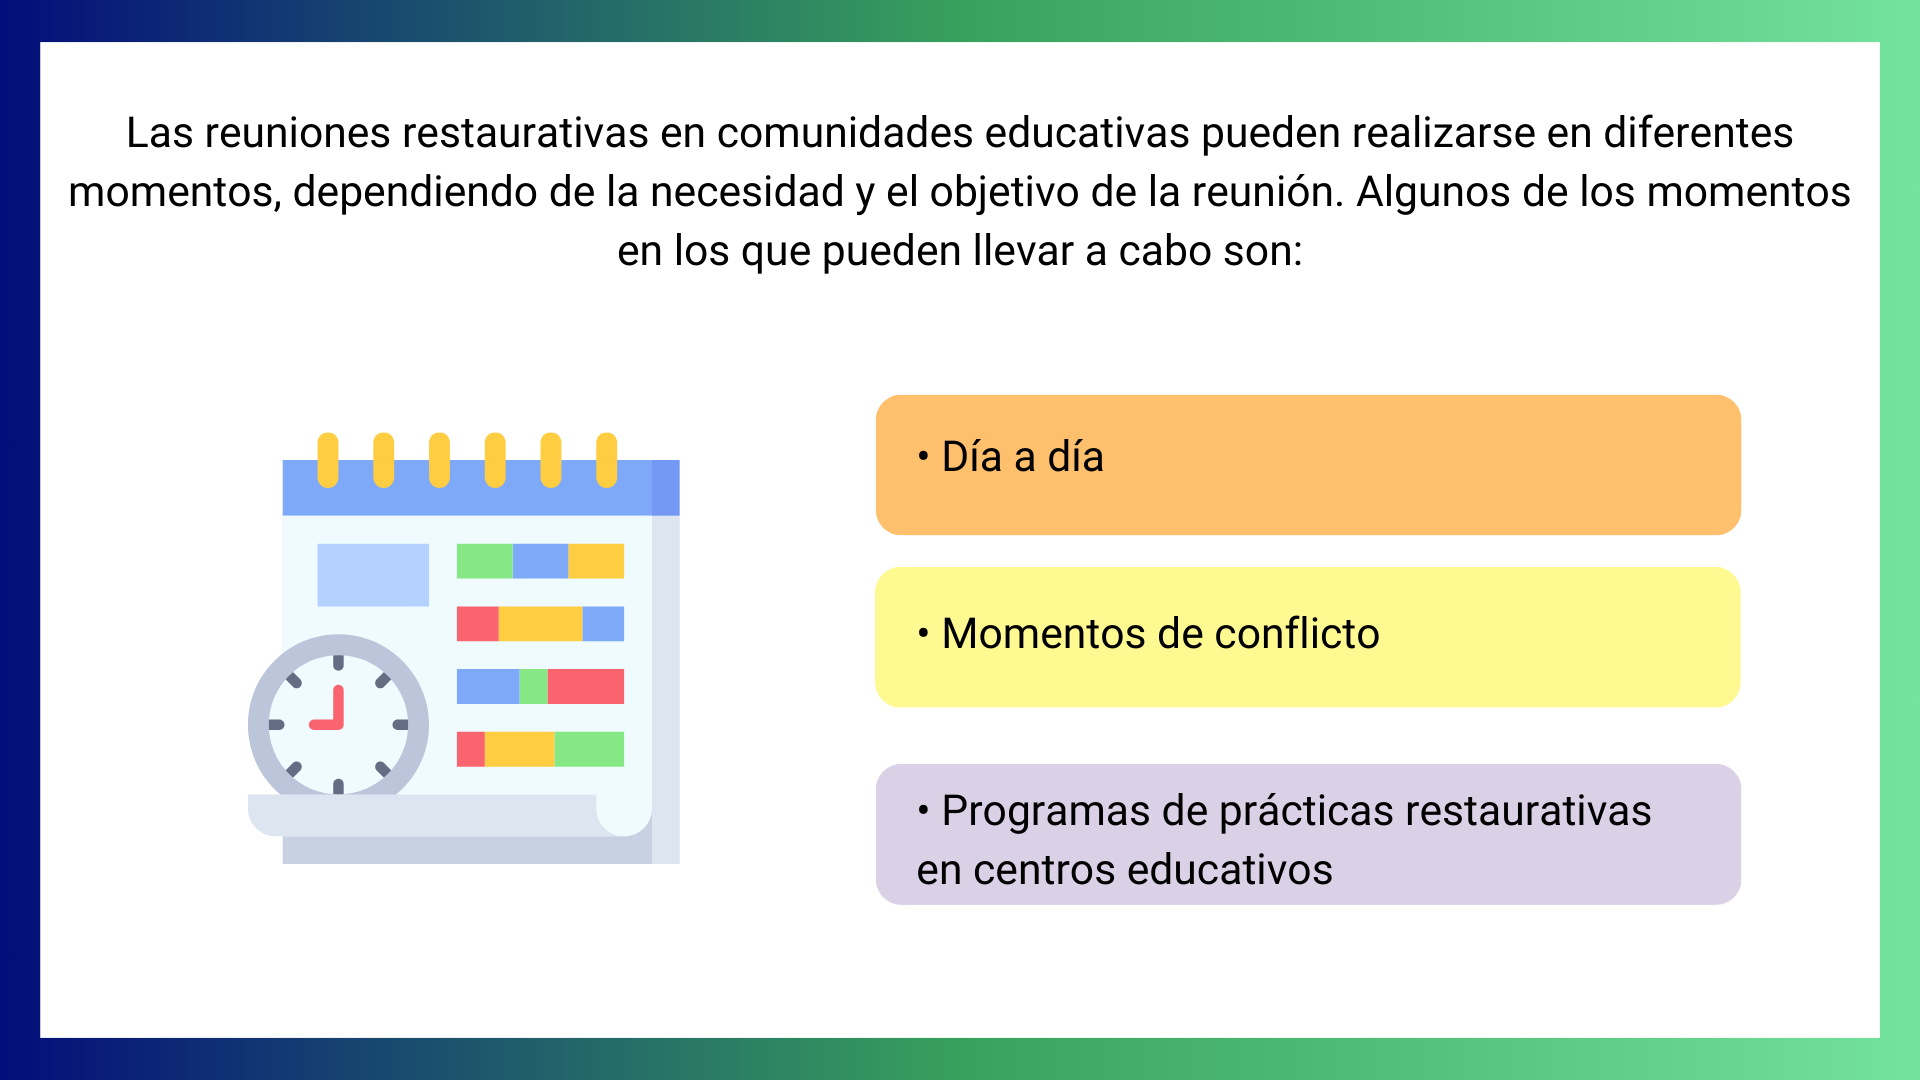 Las reuniones restaurativas en comunidades educativas pueden realizarse en diferentes
momentos, dependiendo de la necesidad y el objetivo de la reunión. Algunos de los momentos
en los que pueden llevar a cabo son:
• Día a día
• Momentos de conflicto
• Programas de prácticas restaurativas
en centros educativos